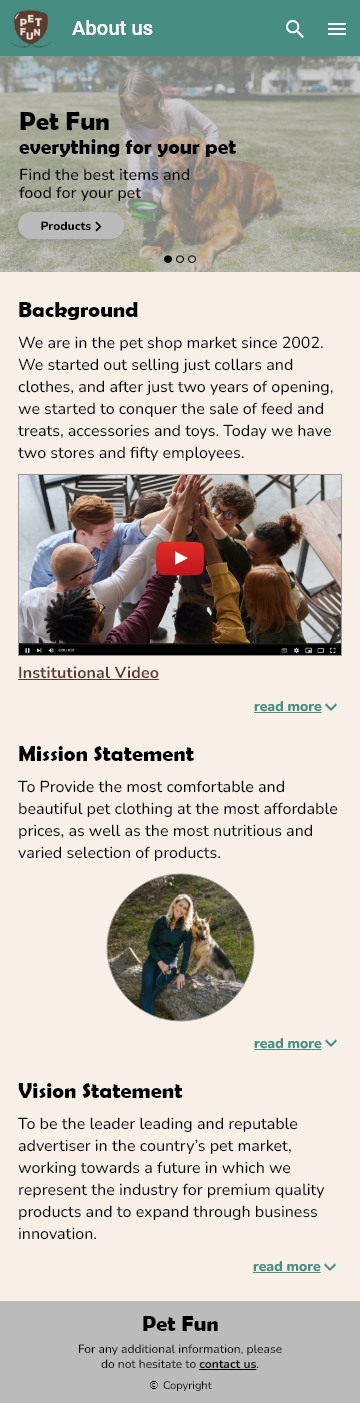 PET
FUN
About us
Pet Fun
everything for your pet
Find the best items and
food for your pet
Products
Background
We are in the pet shop market since 2002.
We started out selling just collars and
clothes, and after just two years of opening,
we started to conquer the sale of feed and
treats, accessories and toys. Today we have
two stores and fifty employees.
Institutional Video
read more
Mission Statement
To Provide the most comfortable and
beautiful pet clothing at the most affordable
prices, as well as the most nutritious and
varied selection of products.
read more
Vision Statement
To be the leader leading and reputable
advertiser in the country's pet market,
working towards a future in which we
represent the industry for premium quality
products and to expand through business
innovation.
read more
Pet Fun
For any additional information, please
do not hesitate to contact us.
© Copyright